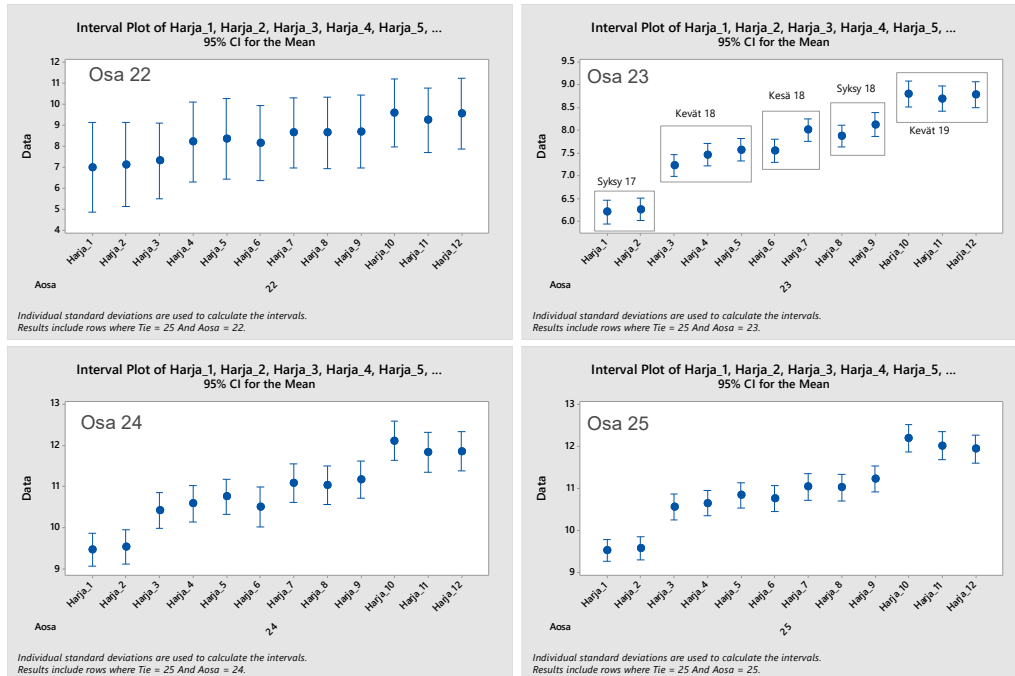 Interval Plot of Harja_1, Harja_2, Harja_3, Harja_4, Harja_5, ...
95% CI for the Mean
Osa 22
Data
12
11
10
9
8
7
6
5
4
Harja_1 Harja_2 Harja_3 Harja_4 Harja_5 Harja_6 Harja_7 Harja_8 Harja_9 Harja_10 Harja_11 Harja_12
Aosa 22
Individual standard deviations are used to calculate the intervals.
Results include rows where Tie = 25 And Aosa = 22.
Interval Plot of Harja_1, Harja_2, Harja_3, Harja_4, Harja_5, ...
95% CI for the Mean
Osa 23
Data
9.5
9.0
8.5
8.0
7.5
7.0
6.5
6.0
Syksy 17
Kevät 18
Kesä 18
Syksy 18
Kevät 19
Harja_1 Harja_2 Harja_3 Harja_4 Harja_5 Harja_6 Harja_7 Harja_8 Harja_9 Harja_10 Harja_11 Harja_12
Aosa 23
Individual standard deviations are used to calculate the intervals.
Results include rows where Tie = 25 And Aosa = 23.
Interval Plot of Harja_1, Harja_2, Harja_3, Harja_4, Harja_5, ...
95% CI for the Mean
Osa 24
Data
13
12
11
10
9
Harja_1 Harja_2 Harja_3 Harja_4 Harja_5 Harja_6 Harja_7 Harja_8 Harja_9 Harja_10 Harja_11 Harja_12
Aosa 24
Individual standard deviations are used to calculate the intervals.
Results include rows where Tie = 25 And Aosa = 24.
Interval Plot of Harja_1, Harja_2, Harja_3, Harja_4, Harja_5, ...
95% CI for the Mean
Osa 25
Data
13
12
11
10
9
Harja_1 Harja_2 Harja_3 Harja_4 Harja_5 Harja_6 Harja_7 Harja_8 Harja_9 Harja_10 Harja_11 Harja_12
Aosa 25
Individual standard deviations are used to calculate the intervals.
Results include rows where Tie = 25 And Aosa = 25.